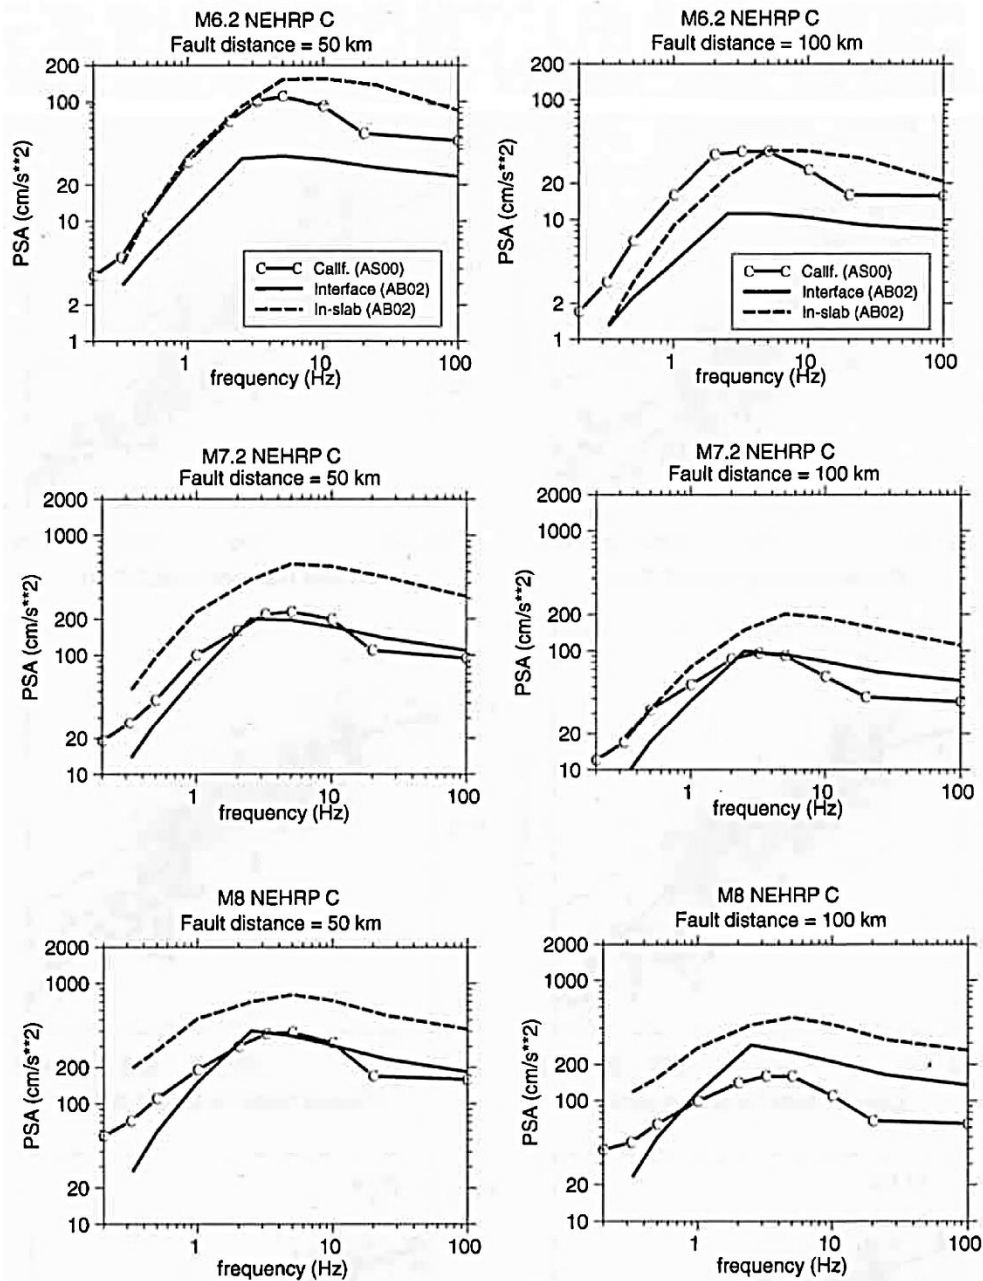 M6.2 NEHRP C
Fault distance = 50 km
200
100
20
10
2
1
PSA (cm/s**2)
C C Calif. (AS00)
Interface (AB02)
In-slab (AB02)
1 10 100
frequency (Hz)
M6.2 NEHRP C
Fault distance = 100 km
200
100
20
10
2
1
PSA (cm/s**2)
C C Calif. (AS00)
Interface (AB02)
In-slab (AB02)
1 10 100
frequency (Hz)
M7.2 NEHRP C
Fault distance = 50 km
2000
1000
200
100
20
10
PSA (cm/s**2)
1 10 100
frequency (Hz)
M7.2 NEHRP C
Fault distance = 100 km
2000
1000
200
100
20
10
PSA (cm/s**2)
1 10 100
frequency (Hz)
M8 NEHRP C
Fault distance = 50 km
2000
1000
200
100
20
10
PSA (cm/s**2)
1 10 100
frequency (Hz)
M8 NEHRP C
Fault distance = 100 km
2000
1000
200
100
20
10
PSA (cm/s**2)
1 10 100
frequency (Hz)